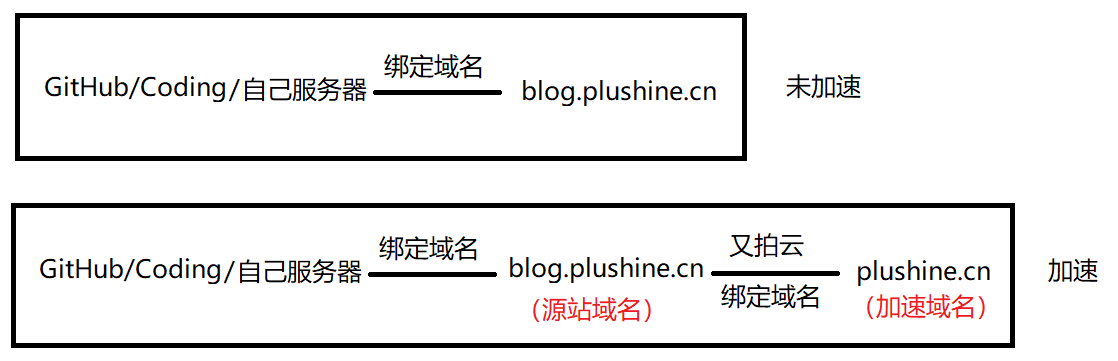 绑定域名
GitHub/Coding/自己服务器
blog.plushine.cn
未加速
绑定域名
又拍云
GitHub/Coding/自己服务器
blog.plushine.cn
plushine.cn
加速
绑定域名
（源站域名）
（加速域名）